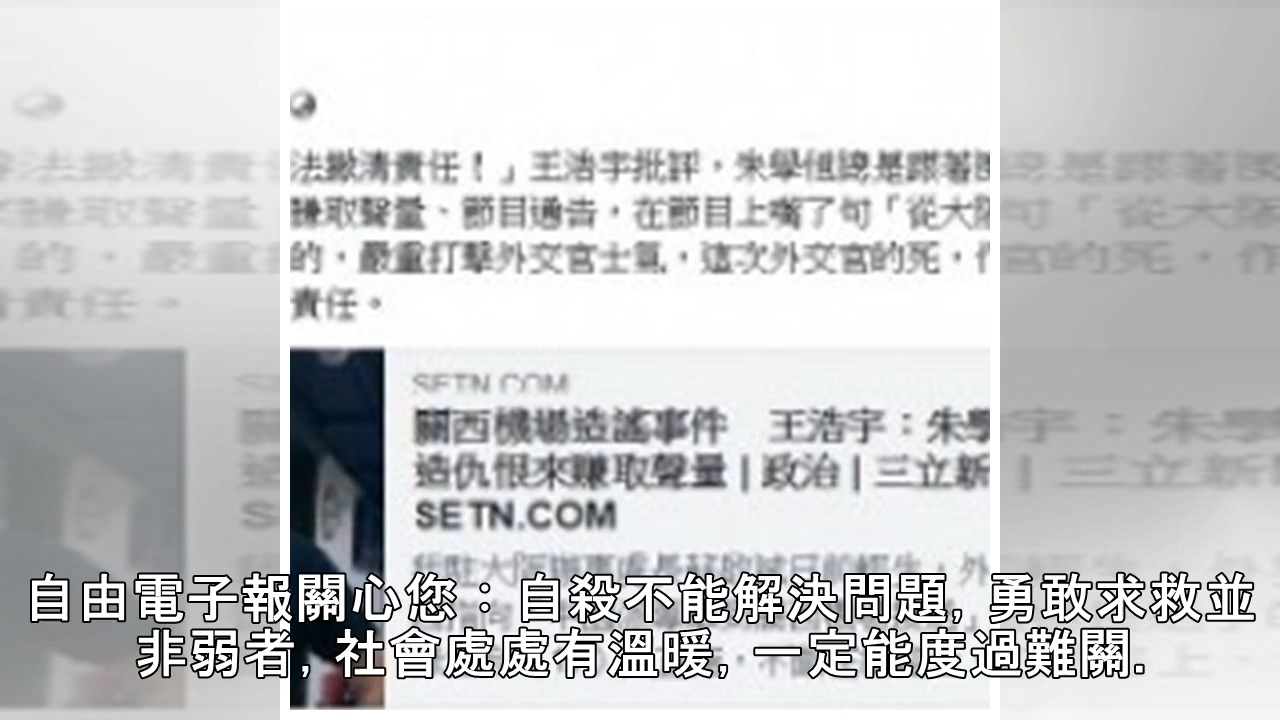 法撇清責任！」王浩宇批評，朱學恒總是跟著
賺取聲量、節目通告，在節目上嘴了句「從大阪
的，嚴重打擊外交官士氣，這次外交官的死，作
責任。
SETN.COM
關西機場造謠事件 王浩宇：朱學
造仇恨來賺取聲量 | 政治 | 三立新
SETN.COM
自由電子報關心您：自殺不能解決問題, 勇敢求救並
非弱者, 社會處處有溫暖, 一定能度過難關.